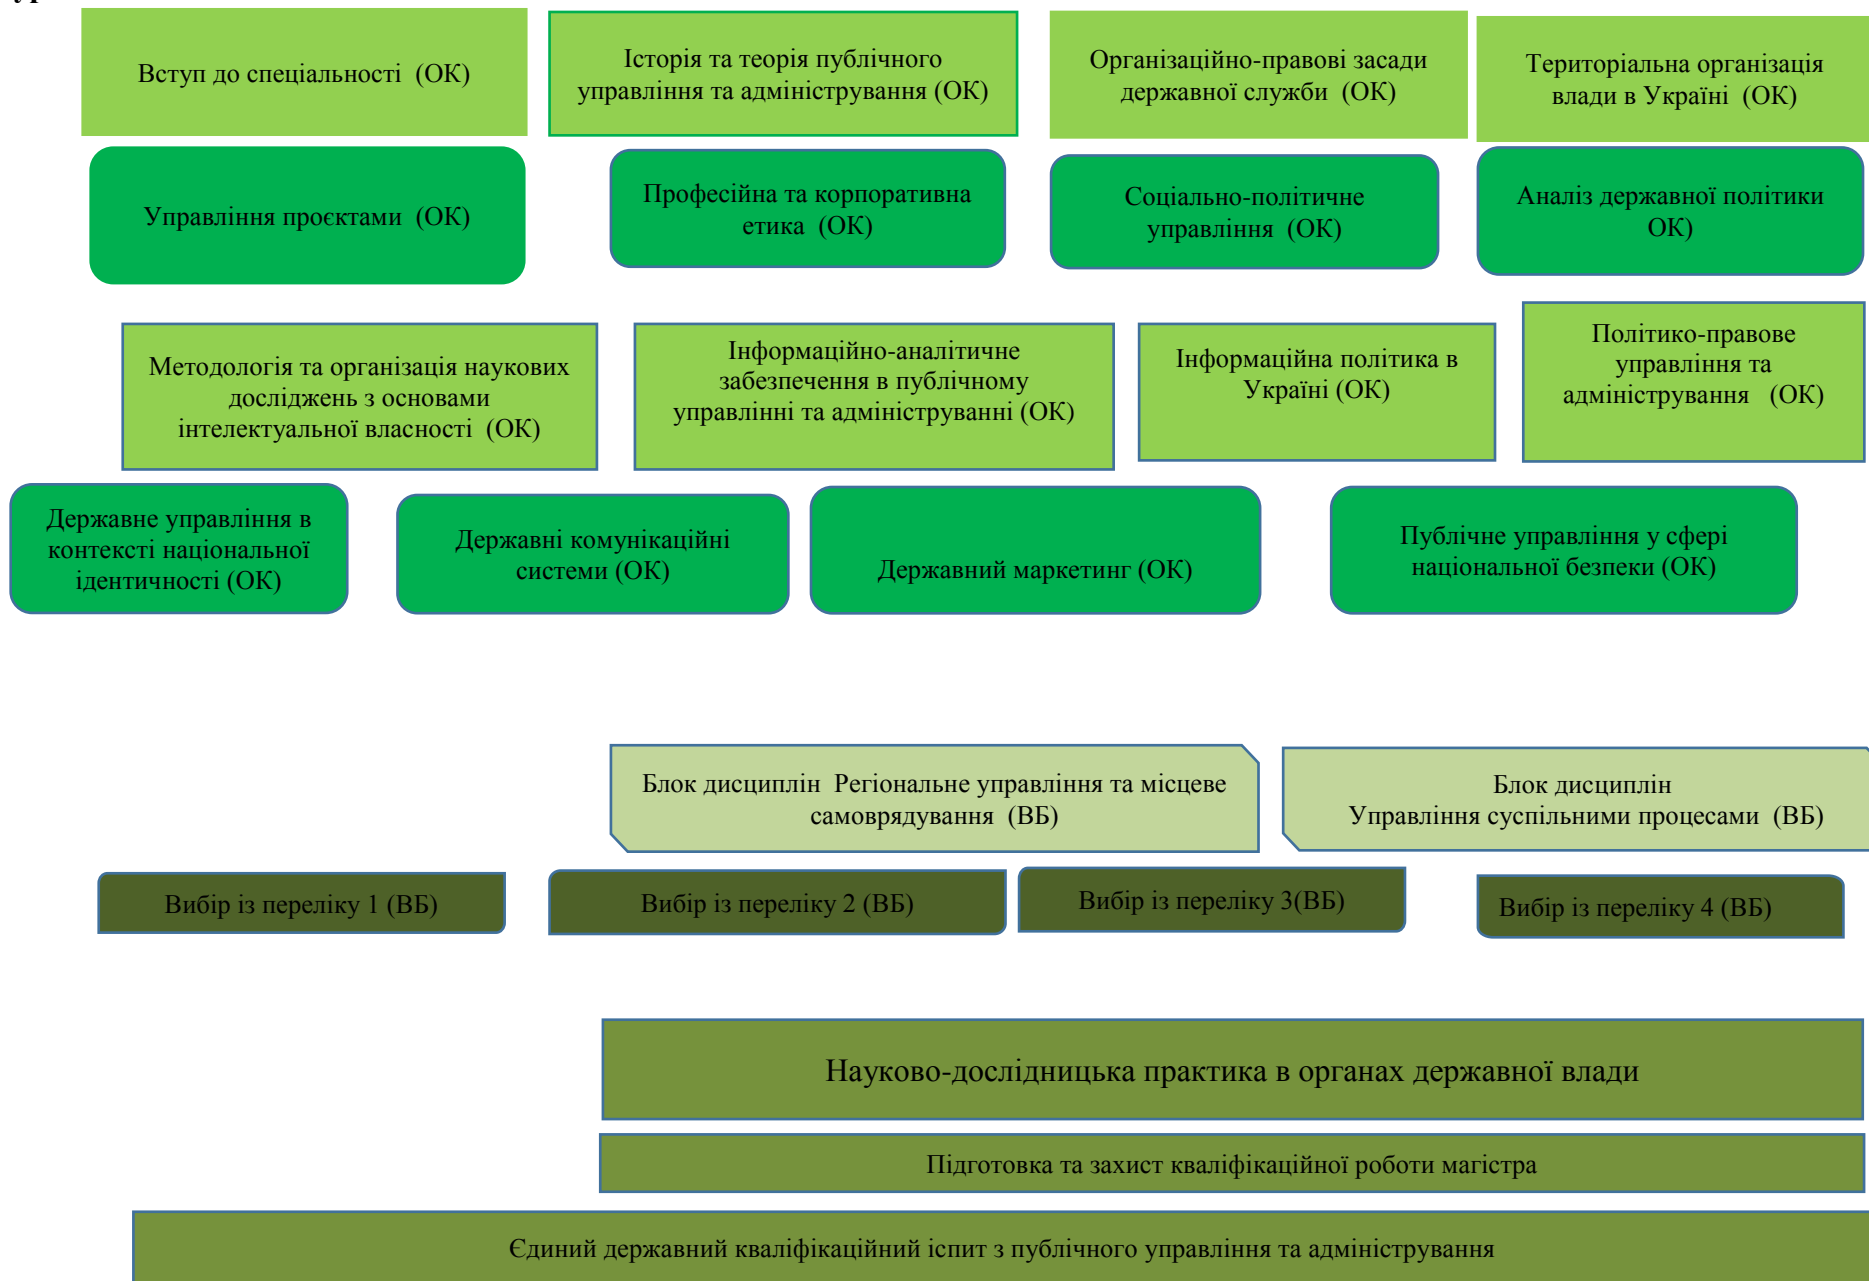 Вступ до спеціальності (ОК)
Історія та теорія публічного
управління та адміністрування (ОК)
Організаційно-правові засади
державної служби (ОК)
Територіальна організація
влади в Україні (ОК)
Управління проєктами (ОК)
Професійна та корпоративна
етика (ОК)
Соціально-політичне
управління (ОК)
Аналіз державної політики
ОК)
Методологія та організація наукових
досліджень з основами
інтелектуальної власності (ОК)
Інформаційно-аналітичне
забезпечення в публічному
управлінні та адмініструванні (ОК)
Інформаційна політика в
Україні (ОК)
Політико-правове
управління та
адміністрування (ОК)
Державне управління в
контексті національної
ідентичності (ОК)
Державні комунікаційні
системи (ОК)
Державний маркетинг (ОК)
Публічне управління у сфері
національної безпеки (ОК)
Блок дисциплін Регіональне управління та місцеве
самоврядування (ВБ)
Блок дисциплін
Управління суспільними процесами (ВБ)
Вибір із переліку 1 (ВБ)
Вибір із переліку 2 (ВБ)
Вибір із переліку 3(ВБ)
Вибір із переліку 4 (ВБ)
Науково-дослідницька практика в органах державної влади
Підготовка та захист кваліфікаційної роботи магістра
Єдиний державний кваліфікаційний іспит з публічного управління та адміністрування